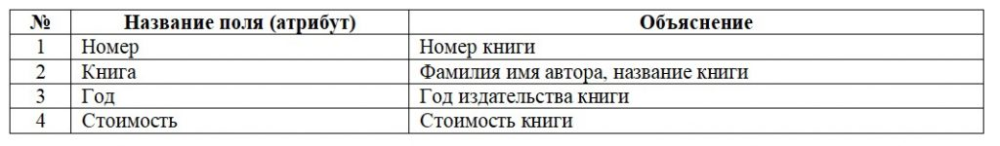 № Название поля (атрибут) Объяснение
1 Номер Номер книги
2 Книга Фамилия имя автора, название книги
3 Год Год издательства книги
4 Стоимость Стоимость книги